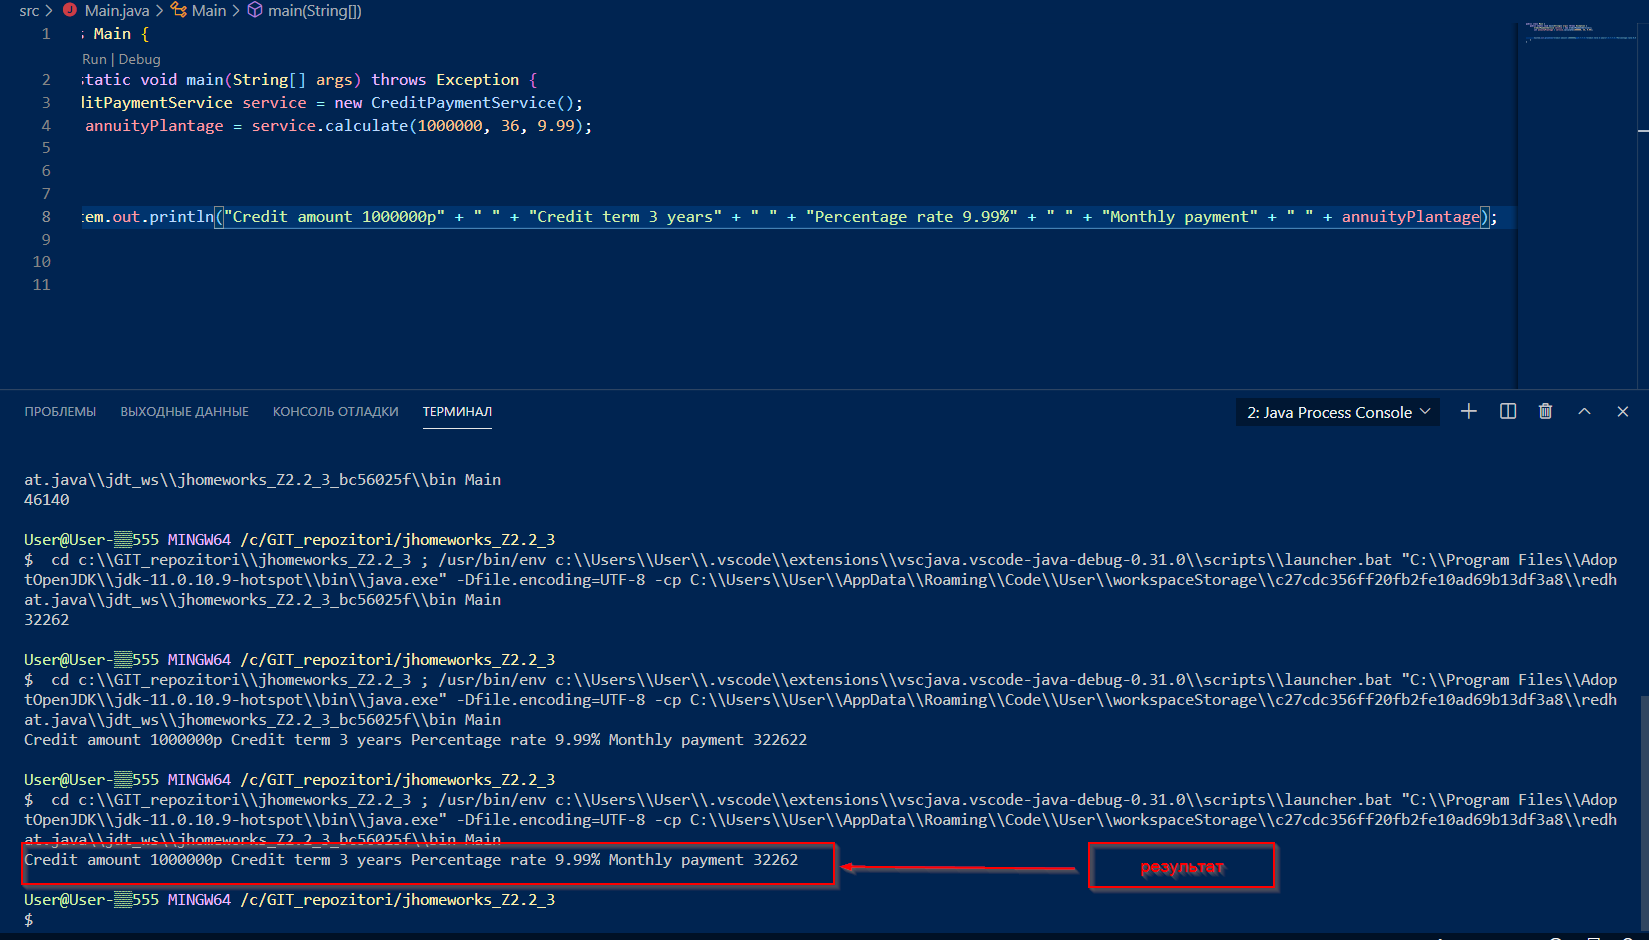 src > Main.java > Main > main(String[])
1 Main {
Run | Debug
2 static void main(String[] args) throws Exception {
3 ditPaymentService service = new CreditPaymentService();
4 annuityPlantage = service.calculate(1000000, 36, 9.99);
5
6
7
8 tem.out.println("Credit amount 1000000p" + " " + "Credit term 3 years" + " " + "Percentage rate 9.99%" + " " + "Monthly payment" + " " + annuityPlantage);
9
10
11
ПРОБЛЕМЫ ВЫХОДНЫЕ ДАННЫЕ КОНСОЛЬ ОТЛАДКИ ТЕРМИНАЛ 2: Java Process Console
at.java\\jdt_ws\\jhomeworks_Z2.2_3_bc56025f\\bin Main
46140
User@User-▒▒555 MINGW64 /c/GIT_repozitori/jhomeworks_Z2.2_3
$ cd c:\\GIT_repozitori\\jhomeworks_Z2.2_3 ; /usr/bin/env c:\\Users\\User\\.vscode\\extensions\\vscjava.vscode-java-debug-0.31.0\\scripts\\launcher.bat "C:\\Program Files\\Adop
tOpenJDK\\jdk-11.0.10.9-hotspot\\bin\\java.exe" -Dfile.encoding=UTF-8 -cp C:\\Users\\User\\AppData\\Roaming\\Code\\User\\workspaceStorage\\c27cdc356ff20fb2fe10ad69b13df3a8\\redh
at.java\\jdt_ws\\jhomeworks_Z2.2_3_bc56025f\\bin Main
32262
User@User-▒▒555 MINGW64 /c/GIT_repozitori/jhomeworks_Z2.2_3
$ cd c:\\GIT_repozitori\\jhomeworks_Z2.2_3 ; /usr/bin/env c:\\Users\\User\\.vscode\\extensions\\vscjava.vscode-java-debug-0.31.0\\scripts\\launcher.bat "C:\\Program Files\\Adop
tOpenJDK\\jdk-11.0.10.9-hotspot\\bin\\java.exe" -Dfile.encoding=UTF-8 -cp C:\\Users\\User\\AppData\\Roaming\\Code\\User\\workspaceStorage\\c27cdc356ff20fb2fe10ad69b13df3a8\\redh
at.java\\jdt_ws\\jhomeworks_Z2.2_3_bc56025f\\bin Main
Credit amount 1000000p Credit term 3 years Percentage rate 9.99% Monthly payment 322622
User@User-▒▒555 MINGW64 /c/GIT_repozitori/jhomeworks_Z2.2_3
$ cd c:\\GIT_repozitori\\jhomeworks_Z2.2_3 ; /usr/bin/env c:\\Users\\User\\.vscode\\extensions\\vscjava.vscode-java-debug-0.31.0\\scripts\\launcher.bat "C:\\Program Files\\Adop
tOpenJDK\\jdk-11.0.10.9-hotspot\\bin\\java.exe" -Dfile.encoding=UTF-8 -cp C:\\Users\\User\\AppData\\Roaming\\Code\\User\\workspaceStorage\\c27cdc356ff20fb2fe10ad69b13df3a8\\redh
at.java\\jdt_ws\\jhomeworks_Z2.2_3_bc56025f\\bin Main
Credit amount 1000000p Credit term 3 years Percentage rate 9.99% Monthly payment 32262
результат
User@User-▒▒555 MINGW64 /c/GIT_repozitori/jhomeworks_Z2.2_3
$